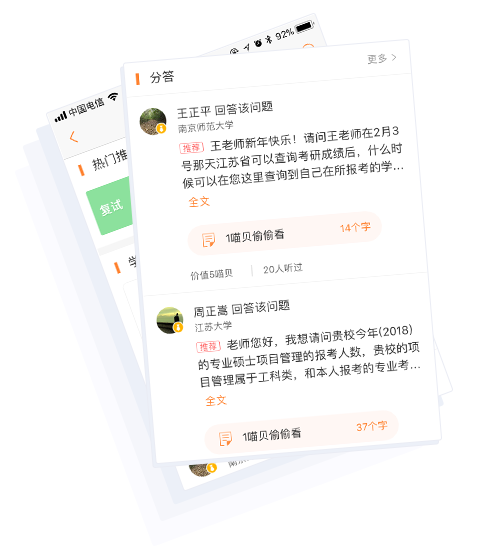 中国电信
92%
热门推
复试
学
分答
更多
王正平 回答该问题
南京师范大学
推荐 王老师新年快乐！请问王老师在2月3
号那天江苏省可以查询考研成绩后，什么时
候可以在您这里查询到自己在所报考的学...
全文
1喵贝偷偷看 14个字
价值5喵贝 20人听过
周正嵩 回答该问题
江苏大学
推荐 老师您好，我想请问贵校今年(2018)
的专业硕士项目管理的报考人数，贵校的项
目管理属于工科类，和本人报考的专业考...
全文
1喵贝偷偷看 37个字